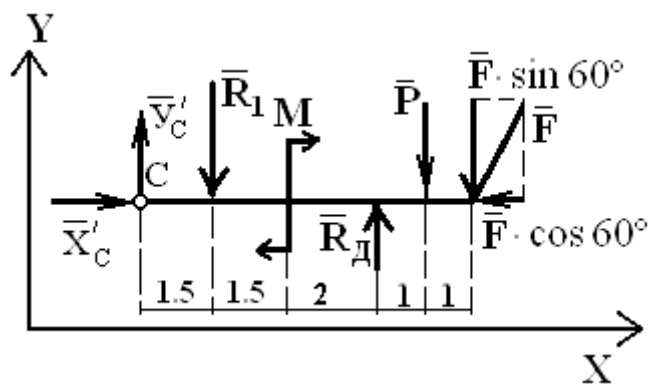 Y
y̅'C
R̅1
M
P̅
F̅ · sin 60°
F̅
C
X̅'C
R̅Д
F̅ · cos 60°
1.5 1.5 2 1 1
X